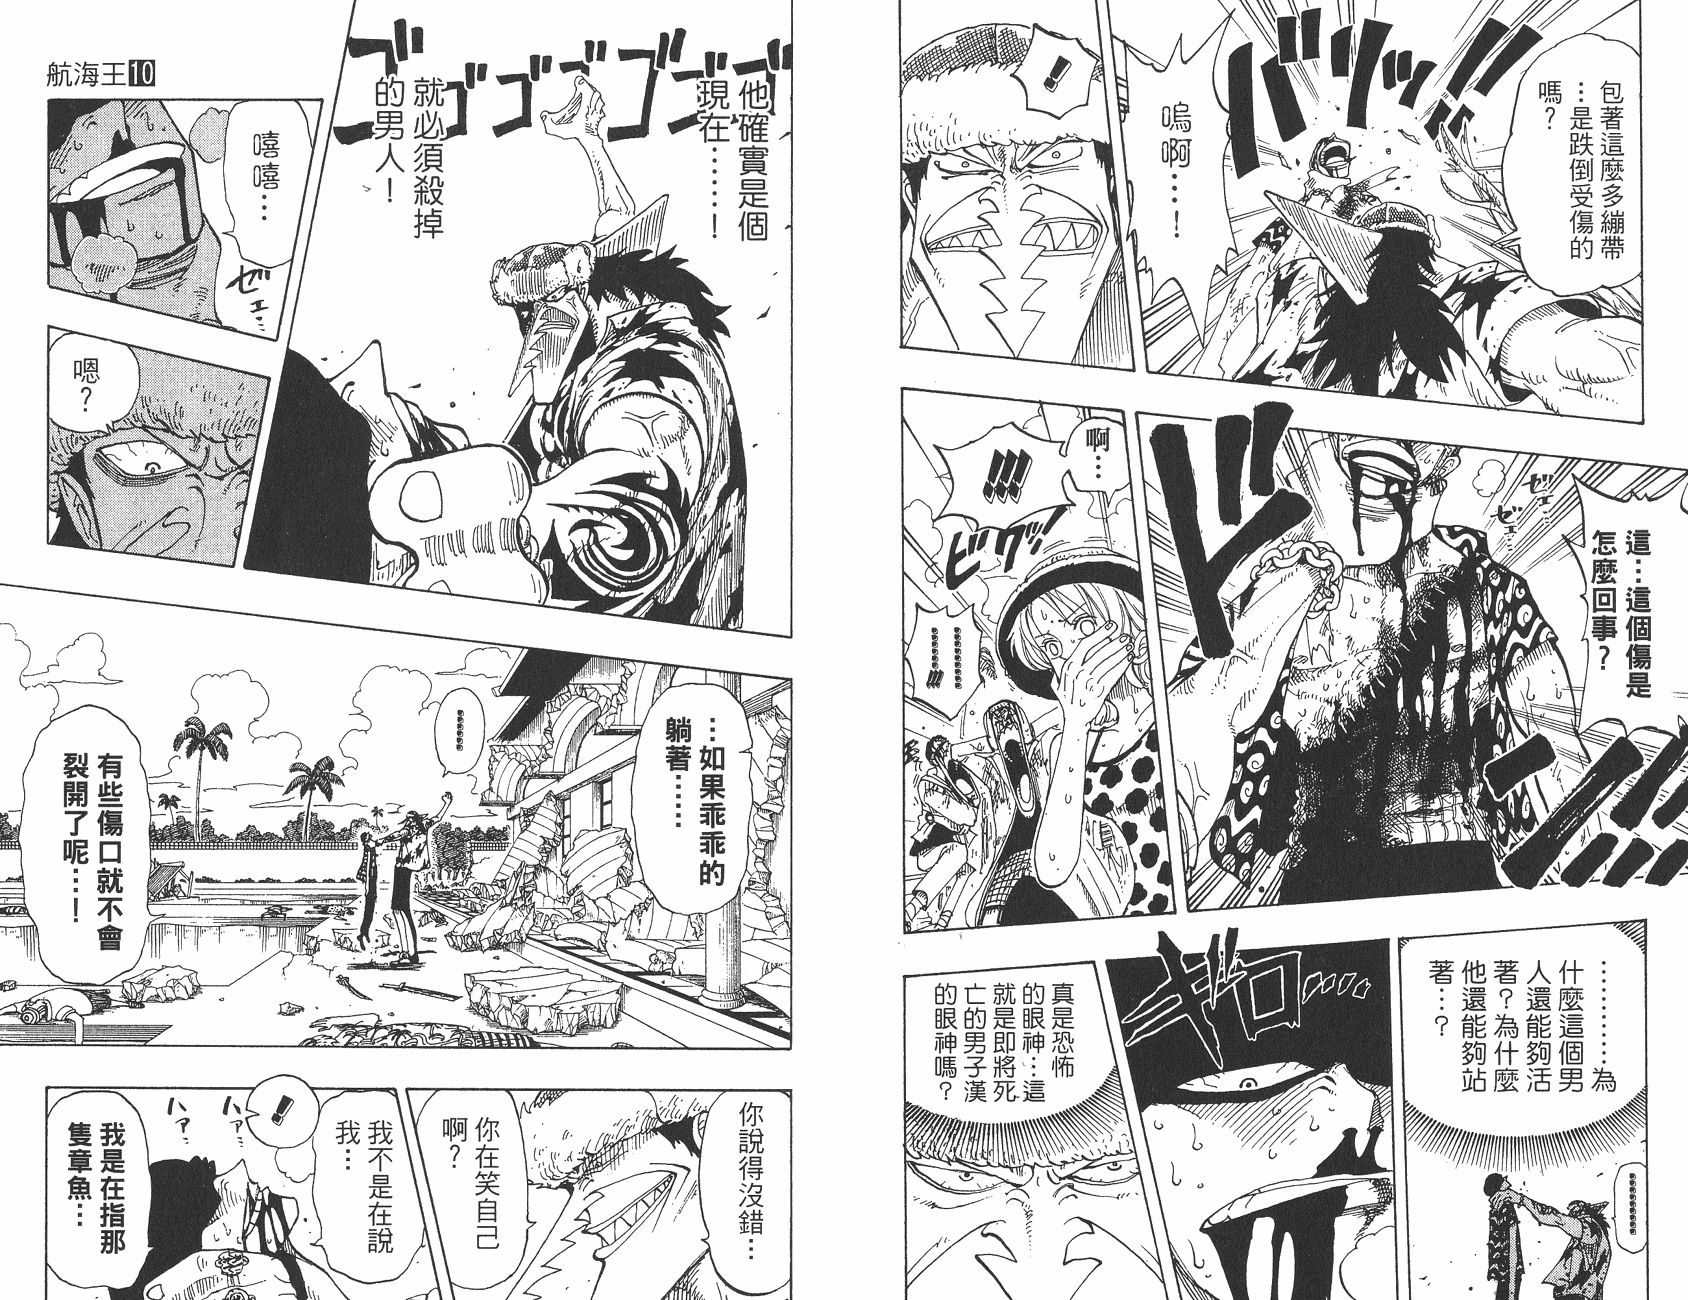 包著這麼多繃帶
…是跌倒受傷的
嗎？
バリッ!!!
嗚啊…！
！
這…這個傷是
怎麼回事？
ゼェ…
ゼェ…
ドドン!!!
啊…
!!!
ビクッ!!
………!!!
…………為
什麼這個男
人還能夠活
著？為什麼
他還能夠站
著…？
………
ギロ……
真是恐怖
的眼神…這
就是即將死
亡的男子漢
的眼神嗎？
航海王10
他確實是個
現在……！
就必須殺掉
的男人！
ゴゴゴゴゴゴゴ
嘻嘻…
ゼェ…
嗯？
…如果乖乖的
躺著……
………
有些傷口就不會
裂開了呢…！
你說得沒錯…
你在笑自己
啊？
！
我不是在說
我…
ハァ…
ハァ…
我是在指那
隻章魚…